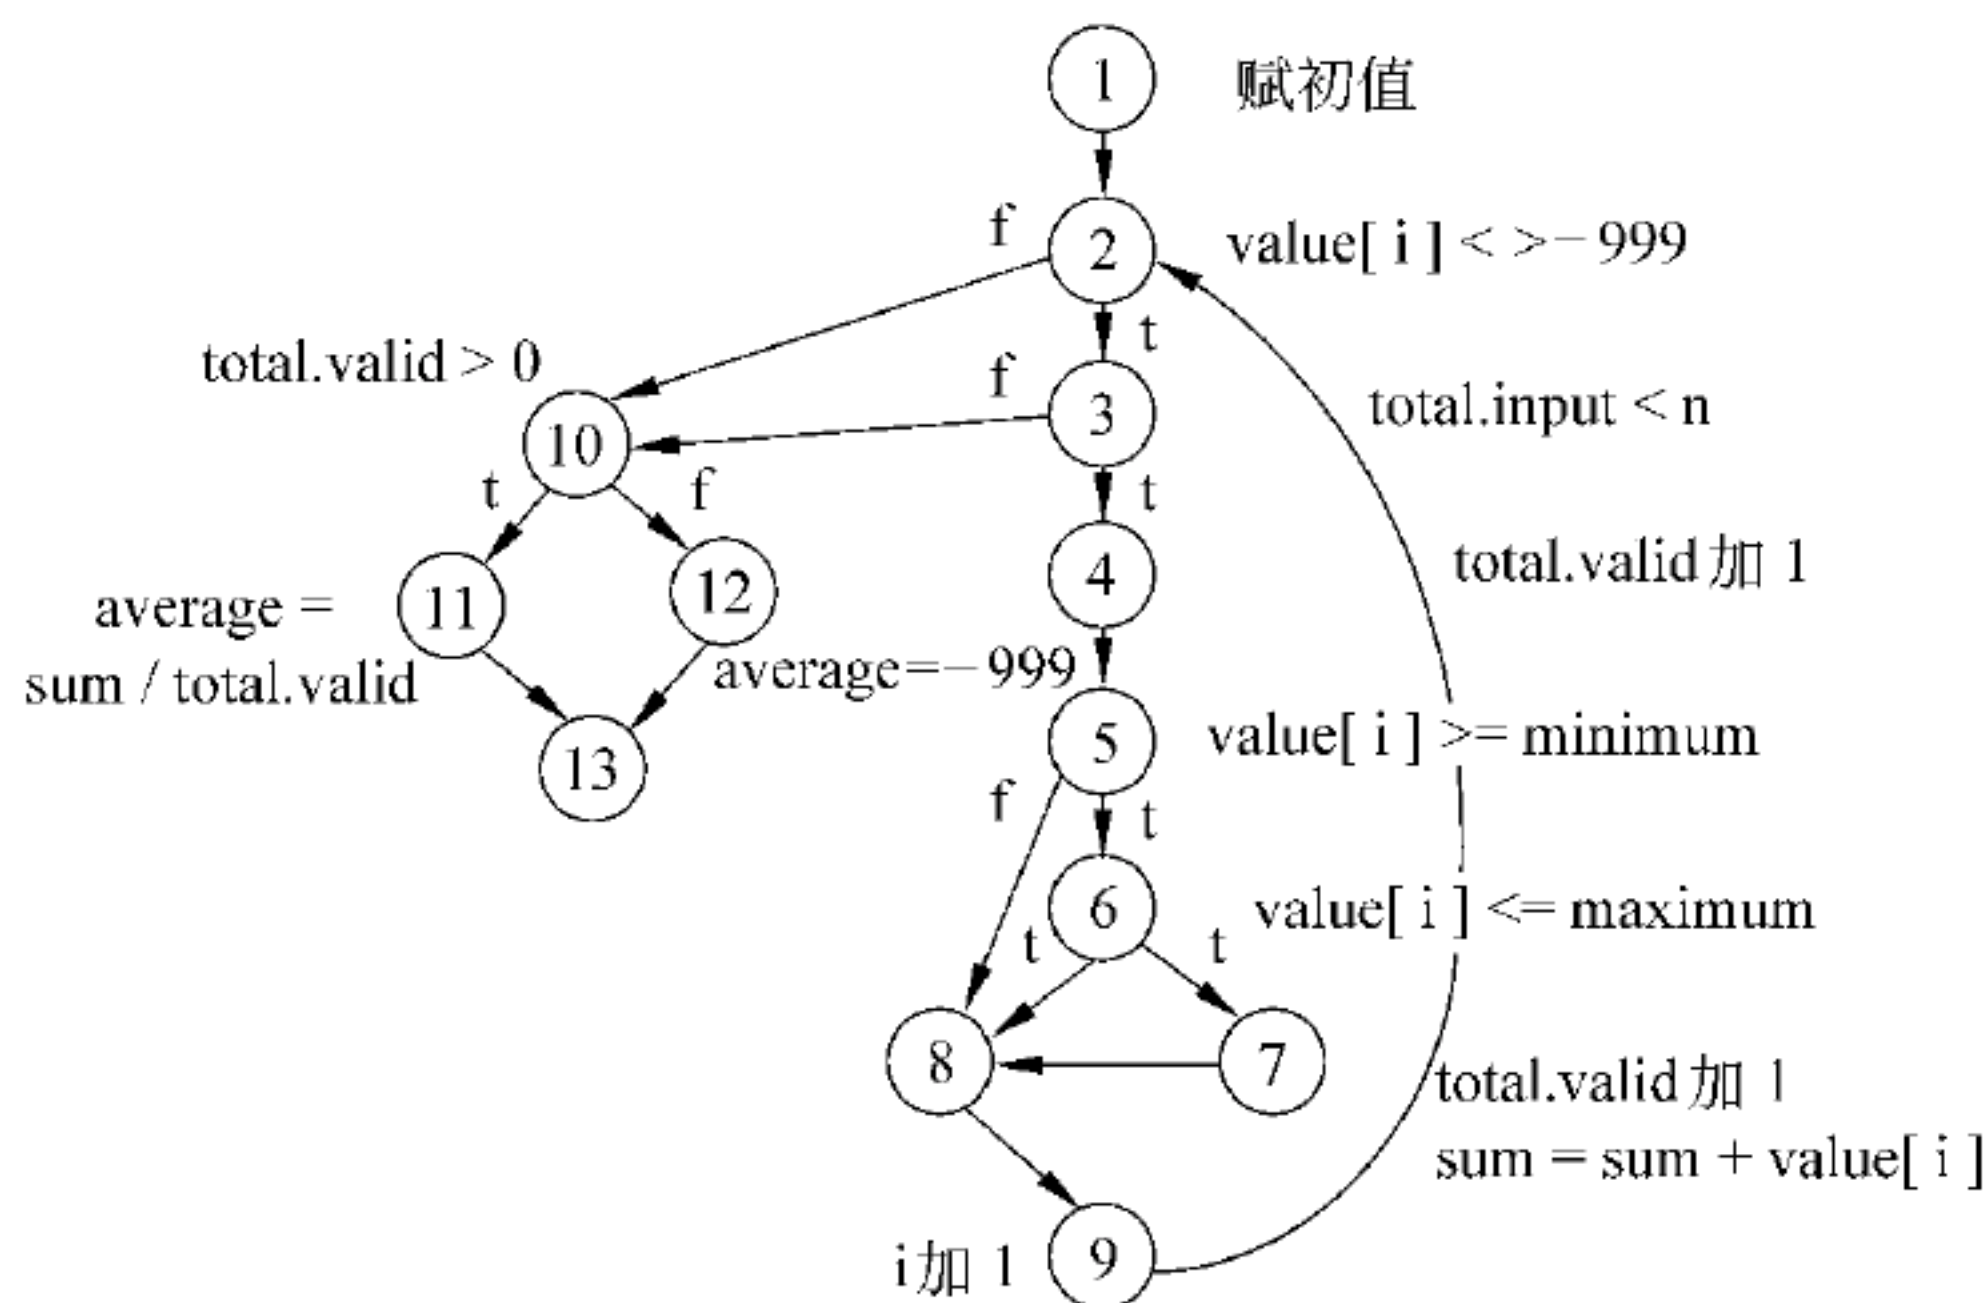 1 赋初值
f 2 value[ i ] < >− 999
t
total.valid > 0
f 3 total.input < n
10
t f
t
4 total.valid 加 1
average = 11 12
sum / total.valid
average=−999
5 value[ i ] >= minimum
13
f t
6 value[ i ] <= maximum
t t
8 7
total.valid 加 1
sum = sum + value[ i ]
i 加 1 9